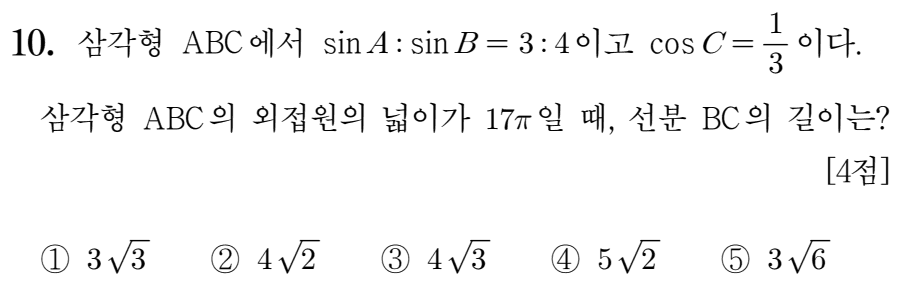 10. 삼각형 ABC에서 sin A : sin B = 3 : 4이고 cos C = 1/3 이다.
삼각형 ABC의 외접원의 넓이가 17π일 때, 선분 BC의 길이는?
[4점]
① 3√3 ② 4√2 ③ 4√3 ④ 5√2 ⑤ 3√6